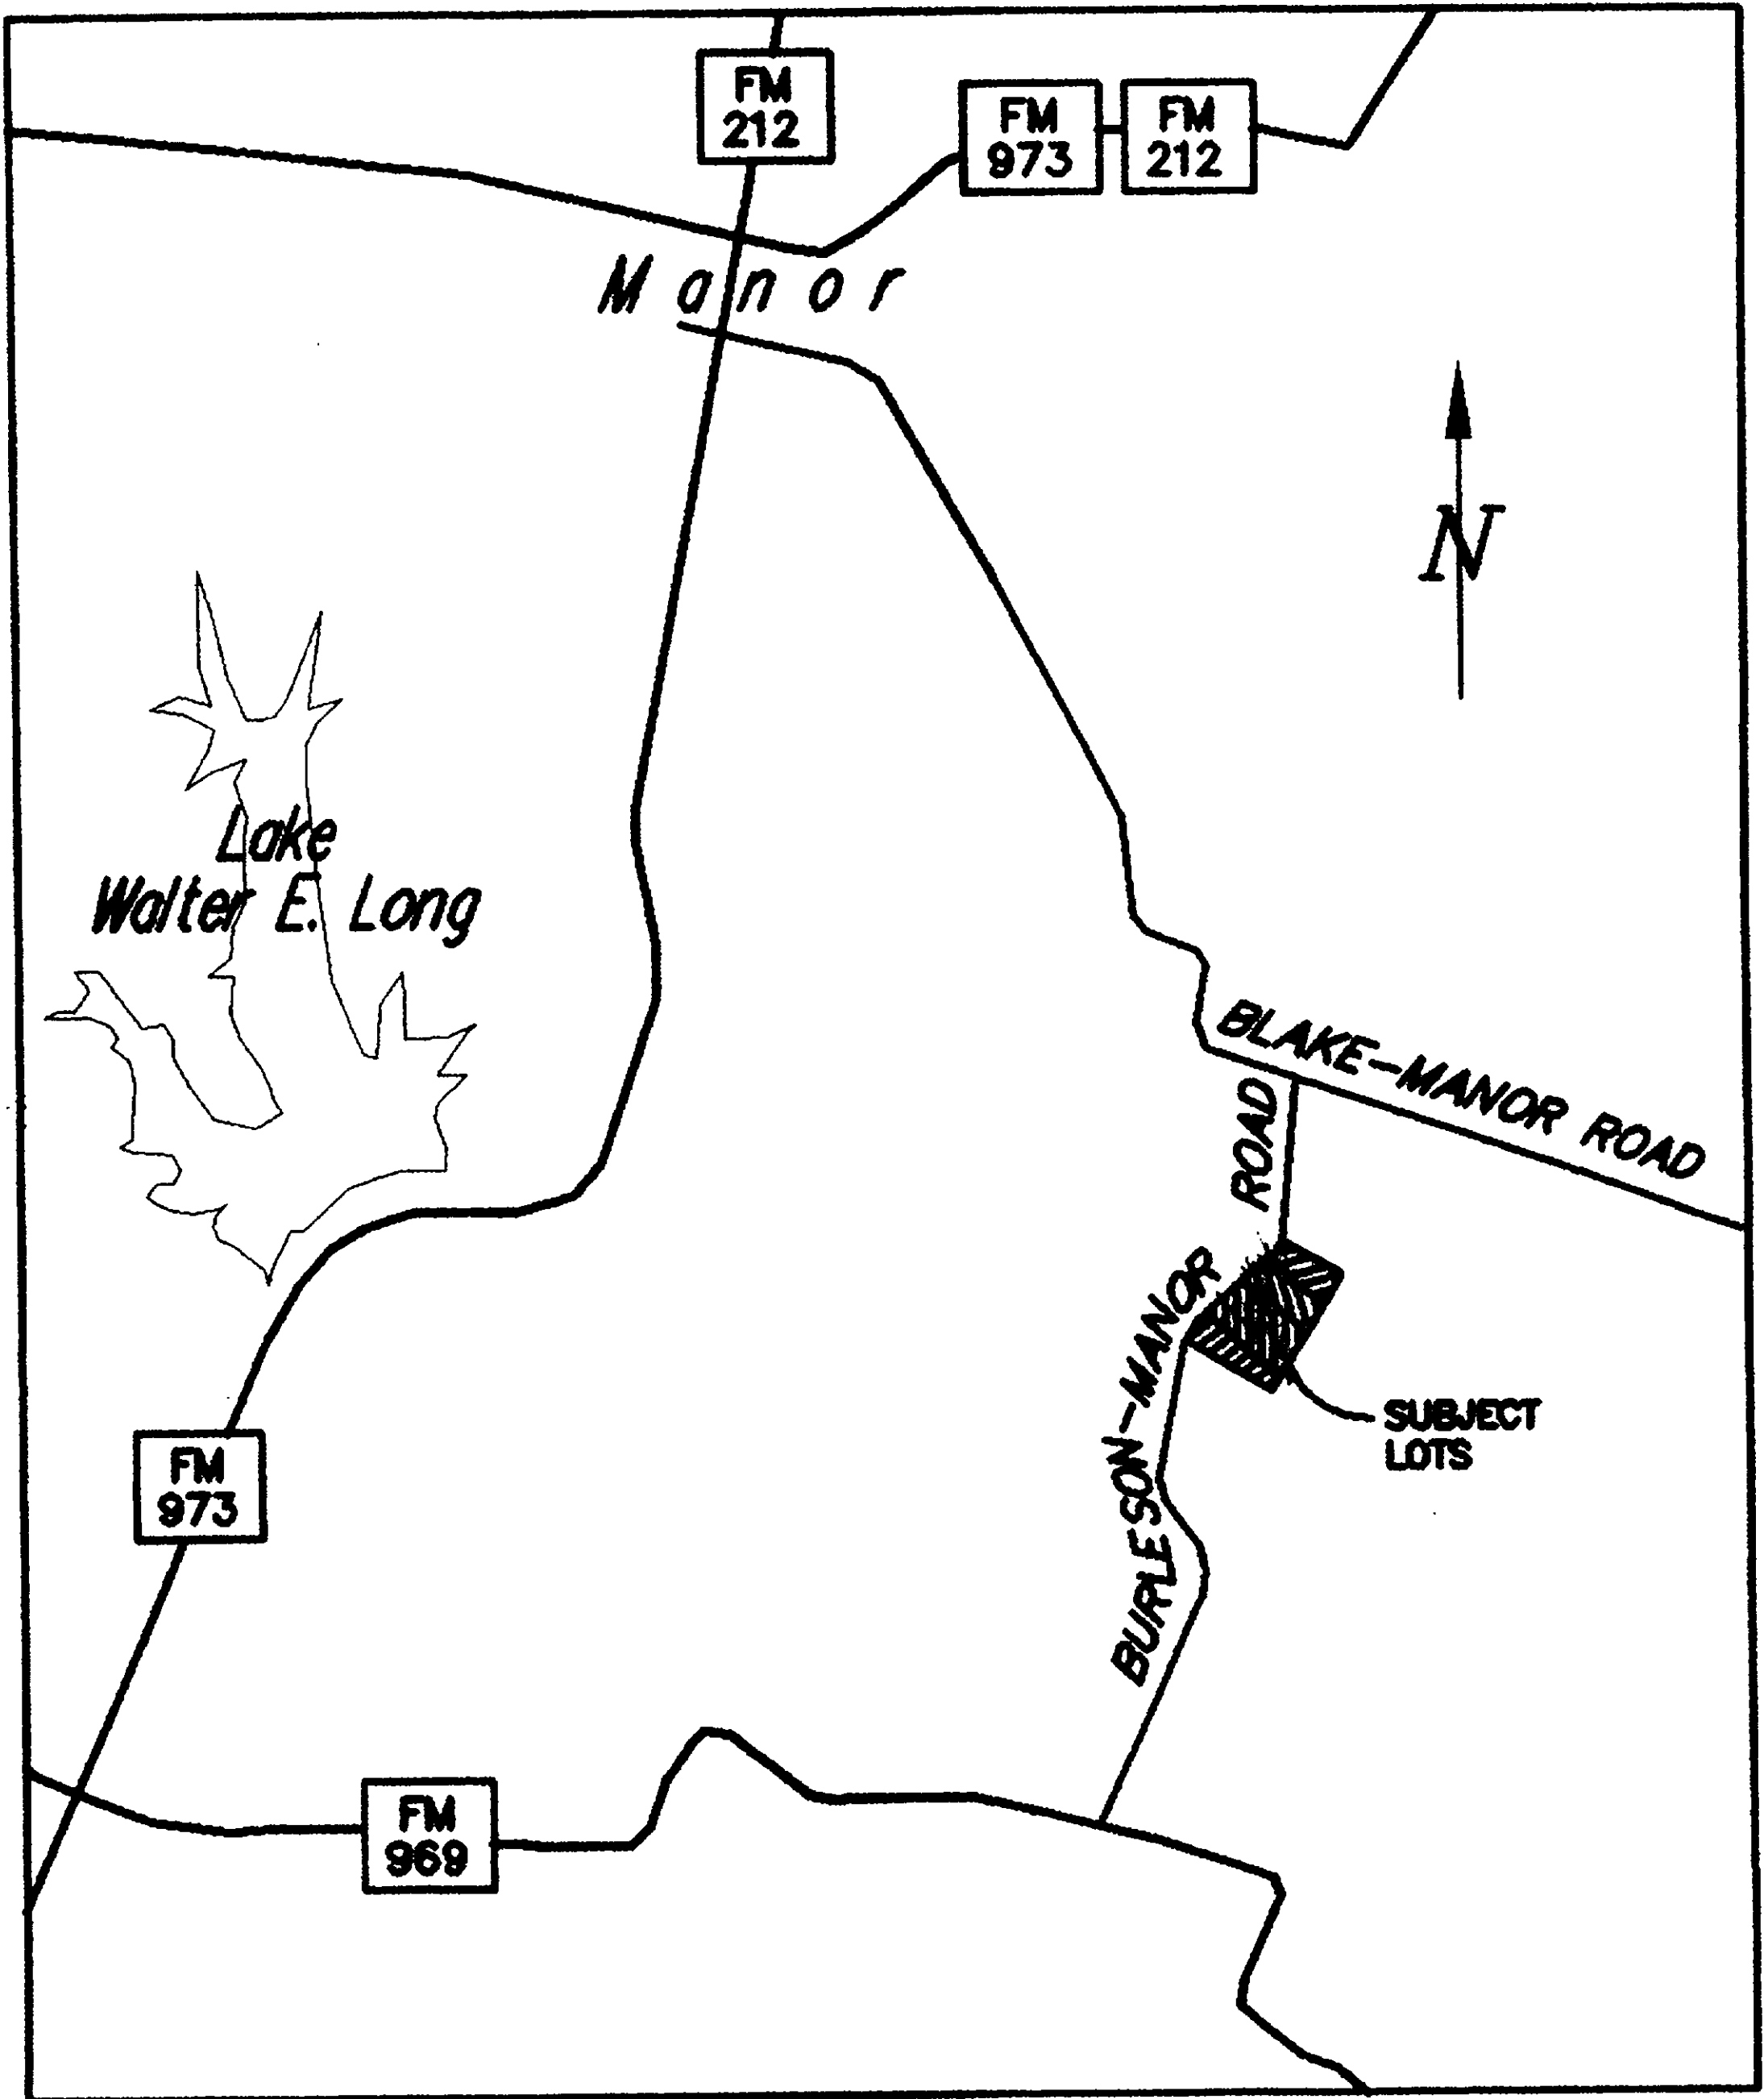 FM
212
FM
973
FM
212
Manor
N
Lake
Walter E. Long
BLAKE-MANOR ROAD
BURLESON-MANOR ROAD
SUBJECT
LOTS
FM
973
FM
969